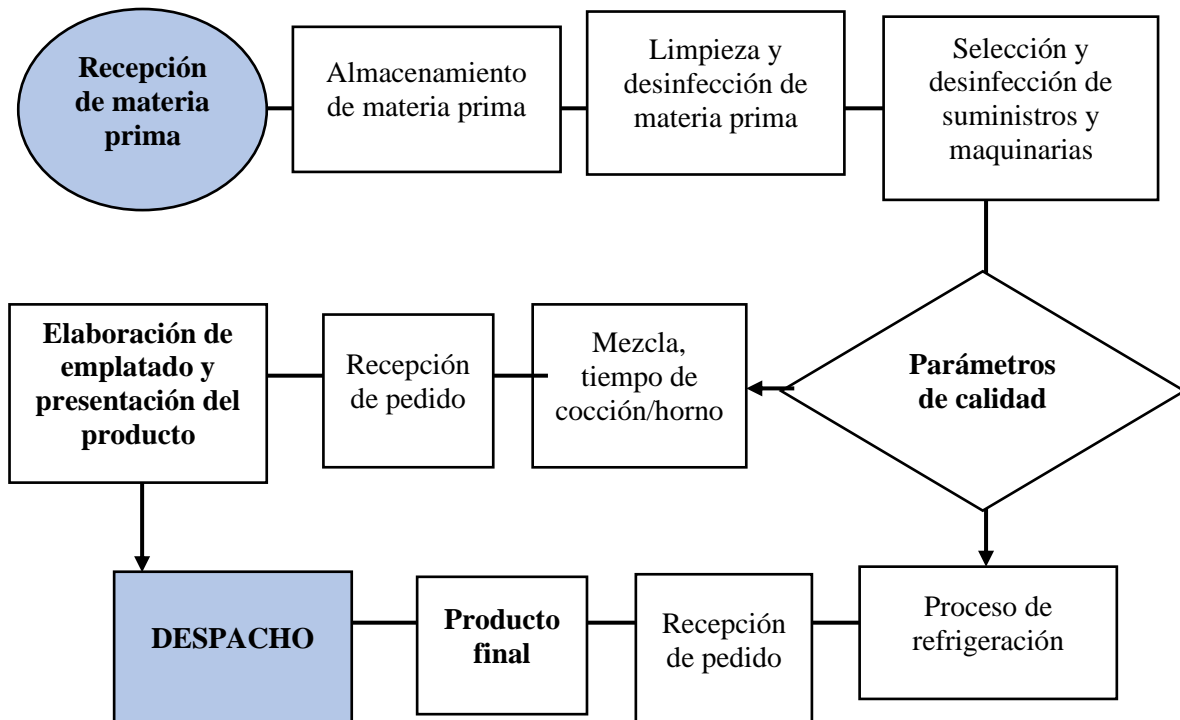 Recepción
de materia
prima
Almacenamiento
de materia prima
Limpieza y
desinfección de
materia prima
Selección y
desinfección de
suministros y
maquinarias
Elaboración de
emplatado y
presentación del
producto
Recepción
de pedido
Mezcla,
tiempo de
cocción/horno
Parámetros
de calidad
DESPACHO
Producto
final
Recepción
de pedido
Proceso de
refrigeración